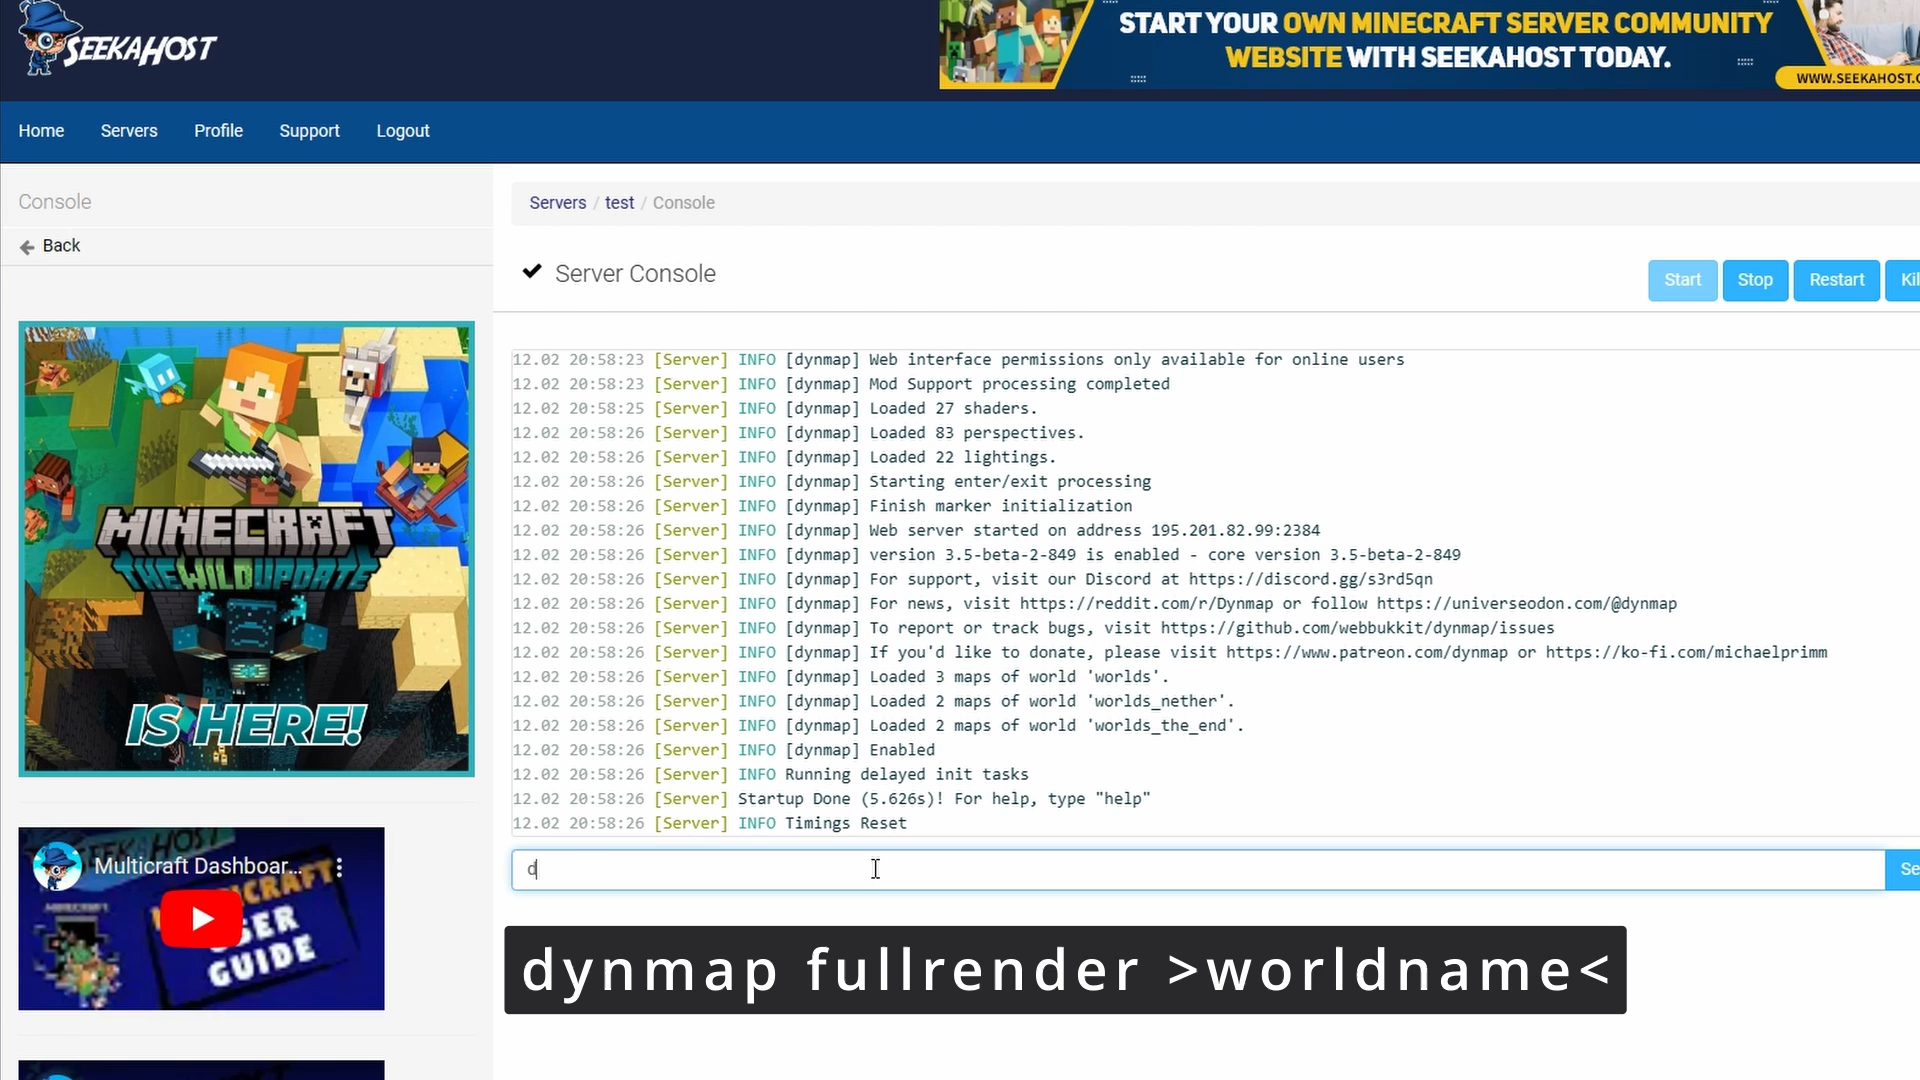 SEEKAHOST
START YOUR OWN MINECRAFT SERVER COMMUNITY
WEBSITE WITH SEEKAHOST TODAY.
WWW.SEEKAHOST.
Home Servers Profile Support Logout
Console
Back
Servers / test / Console
Server Console
Start Stop Restart Kil
12.02 20:58:23 [Server] INFO [dynmap] Web interface permissions only available for online users
12.02 20:58:23 [Server] INFO [dynmap] Mod Support processing completed
12.02 20:58:25 [Server] INFO [dynmap] Loaded 27 shaders.
12.02 20:58:26 [Server] INFO [dynmap] Loaded 83 perspectives.
12.02 20:58:26 [Server] INFO [dynmap] Loaded 22 lightings.
12.02 20:58:26 [Server] INFO [dynmap] Starting enter/exit processing
12.02 20:58:26 [Server] INFO [dynmap] Finish marker initialization
12.02 20:58:26 [Server] INFO [dynmap] Web server started on address 195.201.82.99:2384
12.02 20:58:26 [Server] INFO [dynmap] version 3.5-beta-2-849 is enabled - core version 3.5-beta-2-849
12.02 20:58:26 [Server] INFO [dynmap] For support, visit our Discord at https://discord.gg/s3rd5qn
12.02 20:58:26 [Server] INFO [dynmap] For news, visit https://reddit.com/r/Dynmap or follow https://universeodon.com/@dynmap
12.02 20:58:26 [Server] INFO [dynmap] To report or track bugs, visit https://github.com/webbukkit/dynmap/issues
12.02 20:58:26 [Server] INFO [dynmap] If you'd like to donate, please visit https://www.patreon.com/dynmap or https://ko-fi.com/michaelprimm
12.02 20:58:26 [Server] INFO [dynmap] Loaded 3 maps of world 'worlds'.
12.02 20:58:26 [Server] INFO [dynmap] Loaded 2 maps of world 'worlds_nether'.
12.02 20:58:26 [Server] INFO [dynmap] Loaded 2 maps of world 'worlds_the_end'.
12.02 20:58:26 [Server] INFO [dynmap] Enabled
12.02 20:58:26 [Server] INFO Running delayed init tasks
12.02 20:58:26 [Server] Startup Done (5.626s)! For help, type "help"
12.02 20:58:26 [Server] INFO Timings Reset
d
Se
MINECRAFT
THE WILD UPDATE
IS HERE!
Multicraft Dashboar...
USER
GUIDE
dynmap fullrender >worldname<